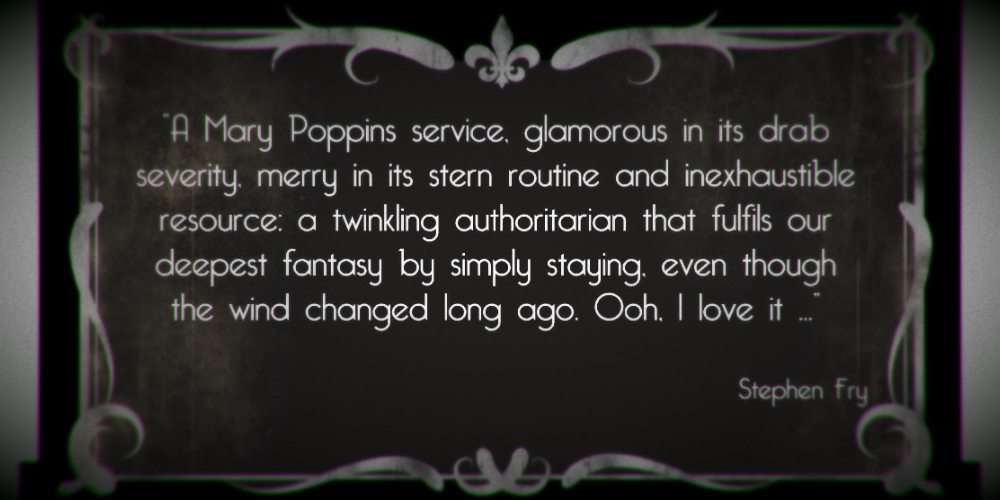 "A Mary Poppins service, glamorous in its drab
severity, merry in its stern routine and inexhaustible
resource: a twinkling authoritarian that fulfils our
deepest fantasy by simply staying, even though
the wind changed long ago. Ooh, I love it ..."
Stephen Fry